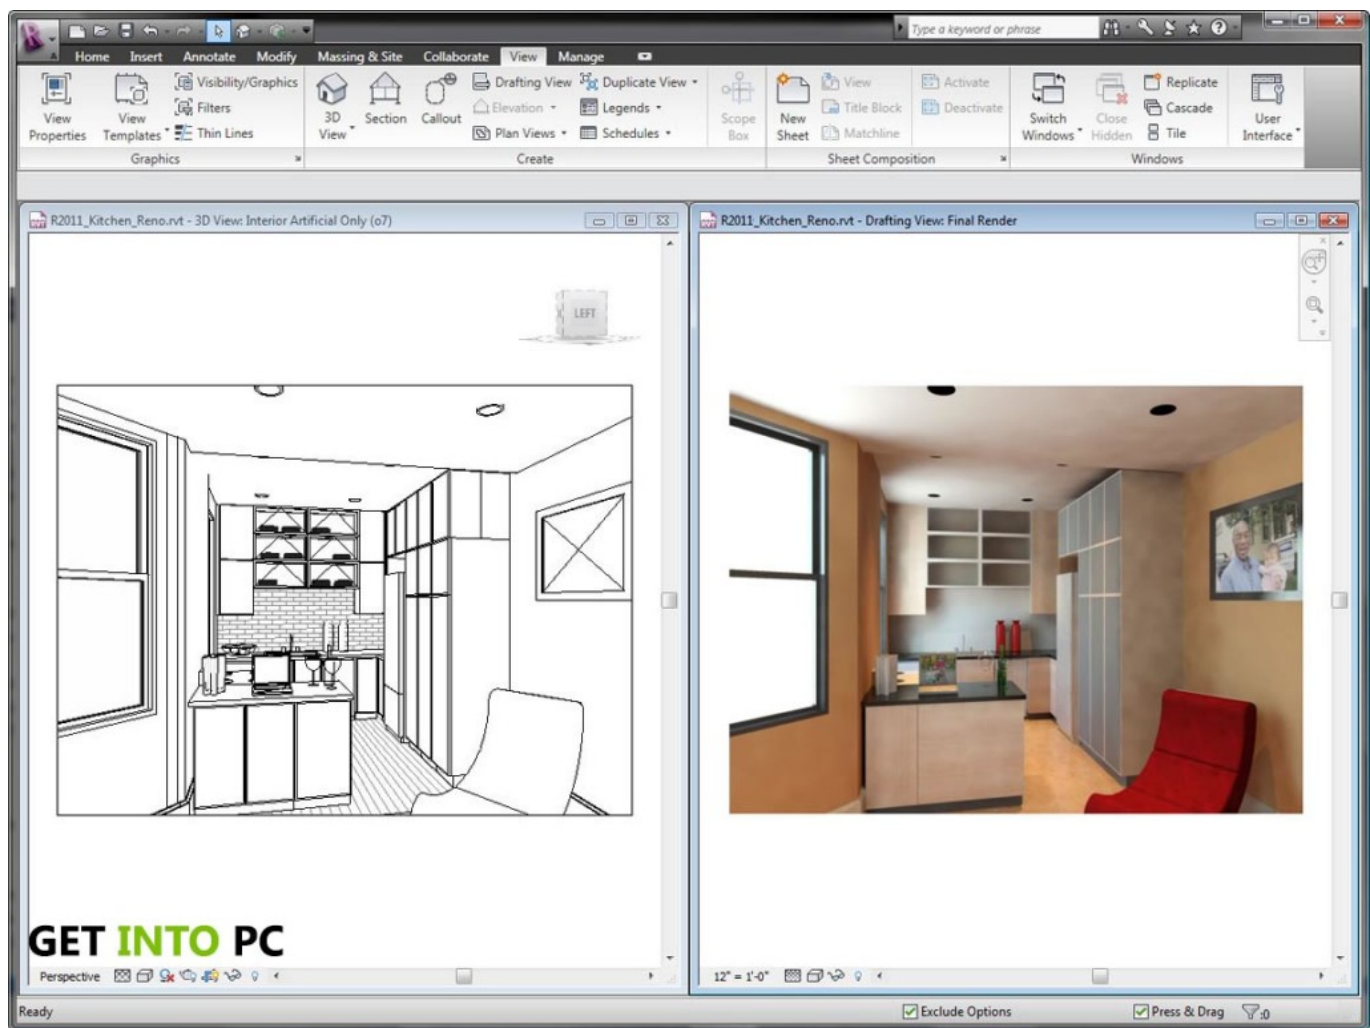 Type a keyword or phrase
Home Insert Annotate Modify Massing & Site Collaborate View Manage
View Properties
View Templates
Visibility/Graphics
Filters
Thin Lines
Graphics
3D View
Section
Callout
Drafting View
Elevation
Plan Views
Duplicate View
Legends
Schedules
Create
Scope Box
New Sheet
View
Title Block
Matchline
Activate
Deactivate
Sheet Composition
Switch Windows
Close Hidden
Replicate
Cascade
Tile
Windows
User Interface
R2011_Kitchen_Reno.rvt - 3D View: Interior Artificial Only (o7)
R2011_Kitchen_Reno.rvt - Drafting View: Final Render
LEFT
GET INTO PC
Perspective
12" = 1'-0"
Ready
Exclude Options
Press & Drag
:0